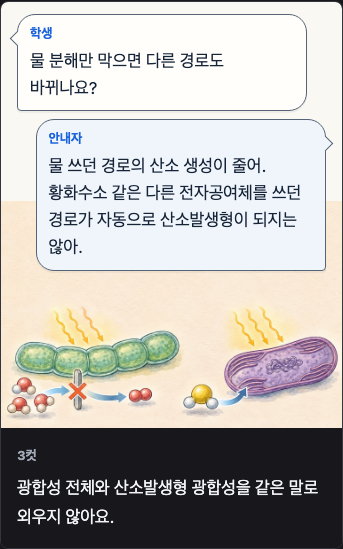 학생
물 분해만 막으면 다른 경로도
바뀌나요?
안내자
물 쓰던 경로의 산소 생성이 줄어.
황화수소 같은 다른 전자공여체를 쓰던
경로가 자동으로 산소발생형이 되지는
않아.
3컷
광합성 전체와 산소발생형 광합성을 같은 말로
외우지 않아요.